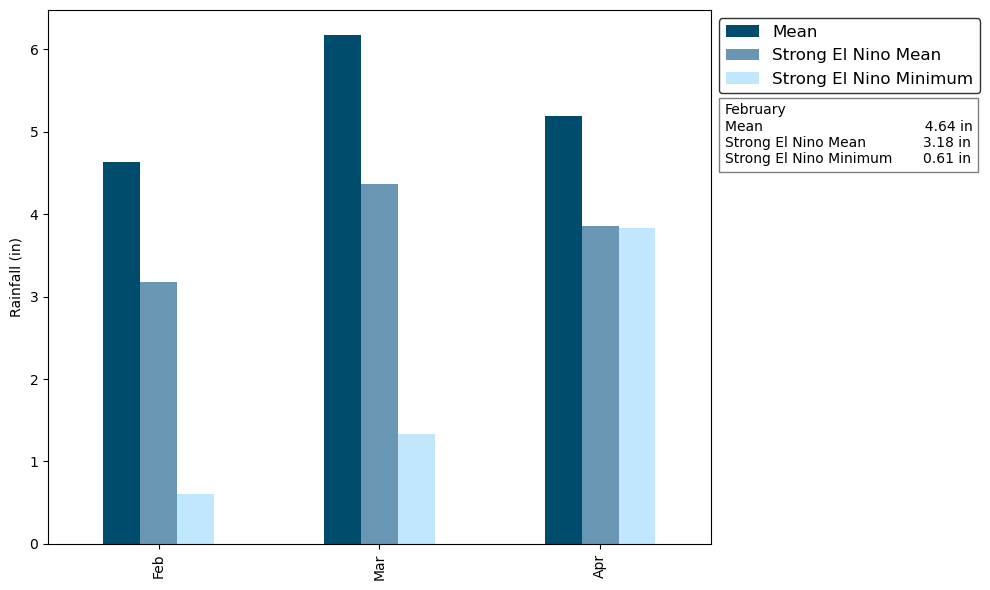 6
5
4
3
2
1
0
Rainfall (in)
Feb
Mar
Apr
Mean
Strong El Nino Mean
Strong El Nino Minimum
February
Mean 4.64 in
Strong El Nino Mean 3.18 in
Strong El Nino Minimum 0.61 in